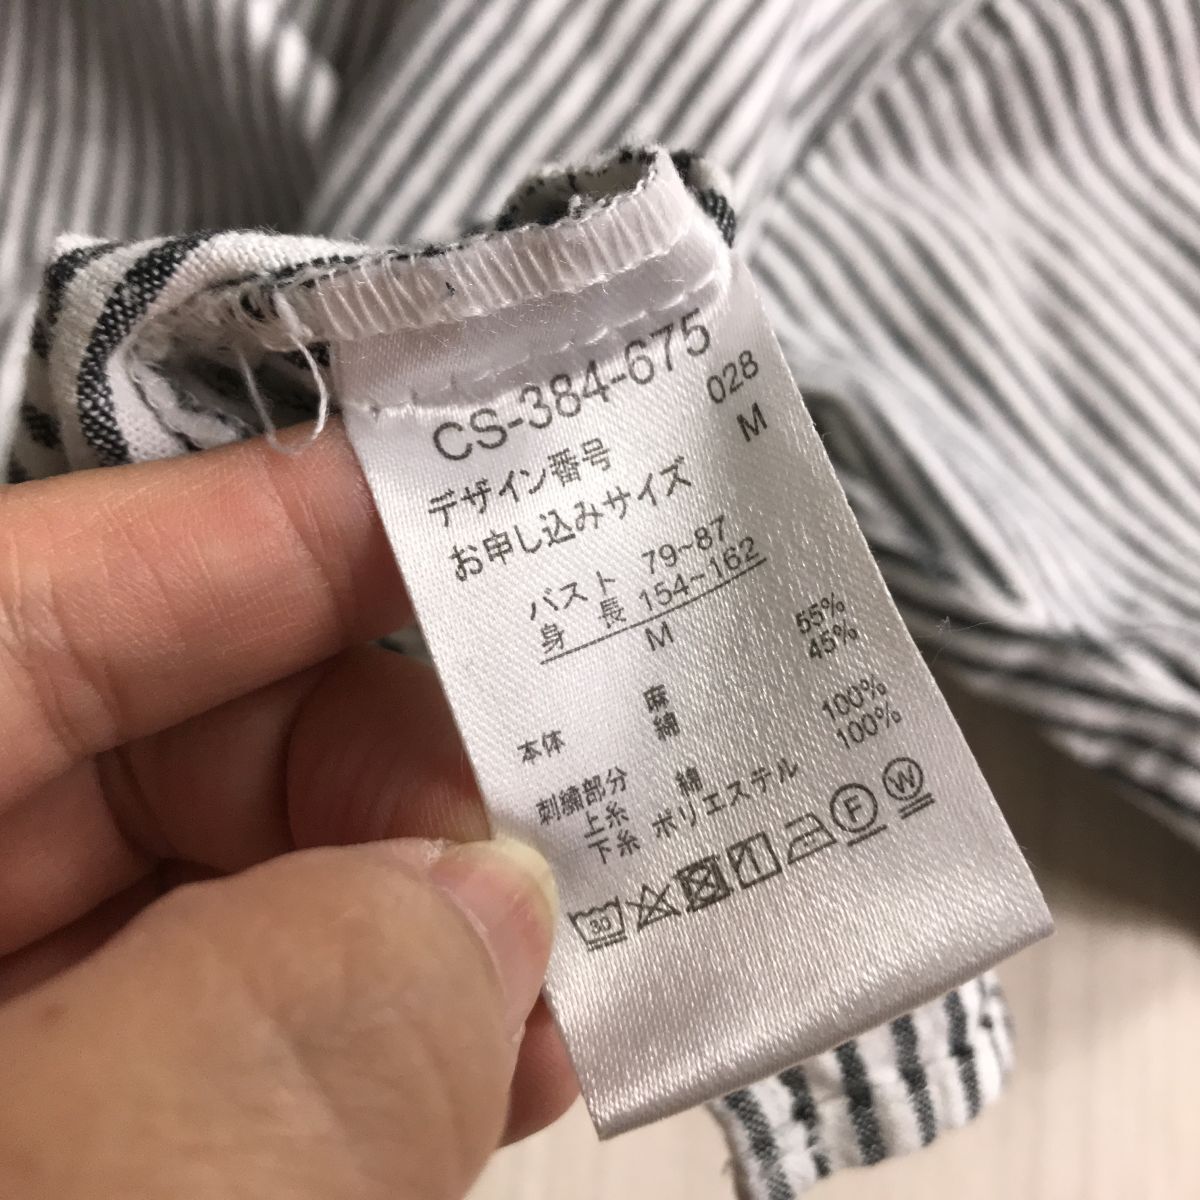 CS-384-675
デザイン番号 028
お申し込みサイズ M
バスト 79~87
身長 154~162
M
本体 麻 55%
綿 45%
刺繍部分
上糸 綿 100%
下糸 ポリエステル 100%
30
F
W